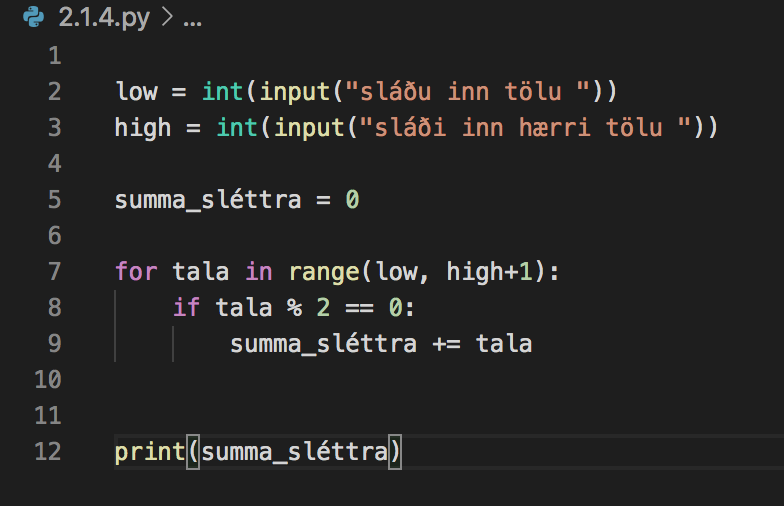 2.1.4.py > ...
1
2 low = int(input("sláðu inn tölu "))
3 high = int(input("sláði inn hærri tölu "))
4
5 summa_sléttra = 0
6
7 for tala in range(low, high+1):
8     if tala % 2 == 0:
9         summa_sléttra += tala
10
11
12 print(summa_sléttra)